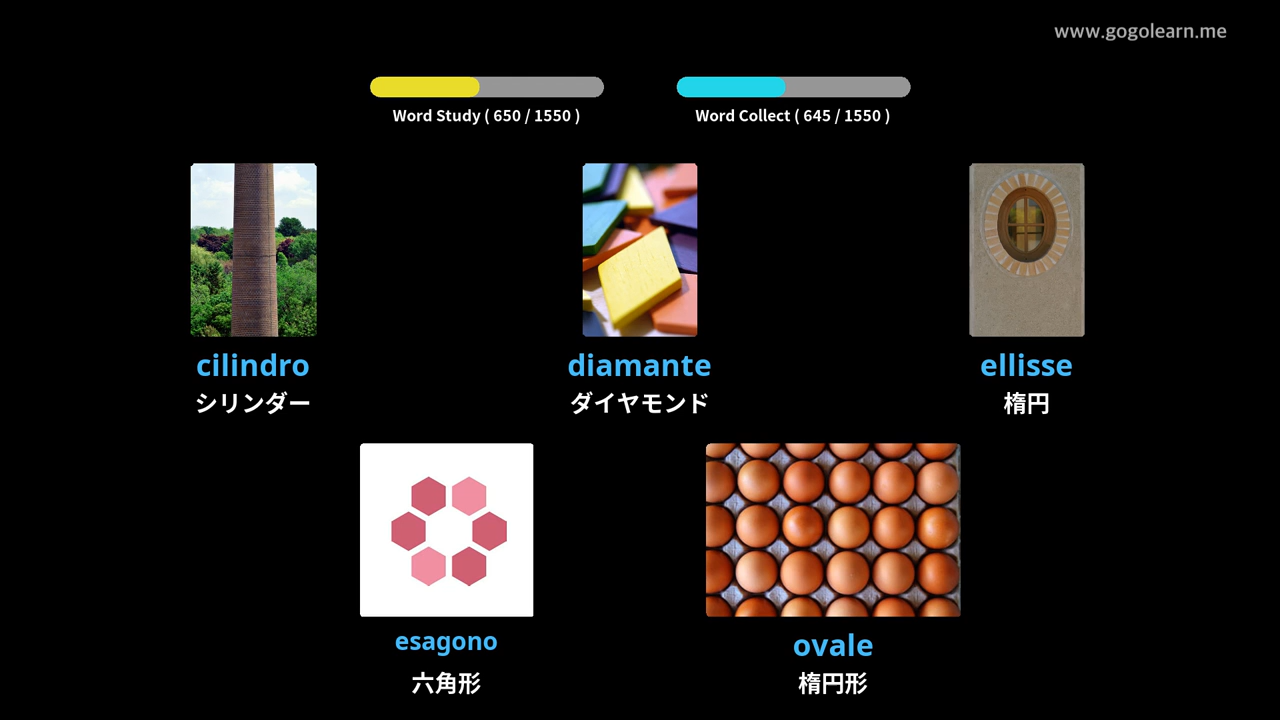 www.gogolearn.me
Word Study ( 650 / 1550 )
Word Collect ( 645 / 1550 )
cilindro
シリンダー
diamante
ダイヤモンド
ellisse
楕円
esagono
六角形
ovale
楕円形